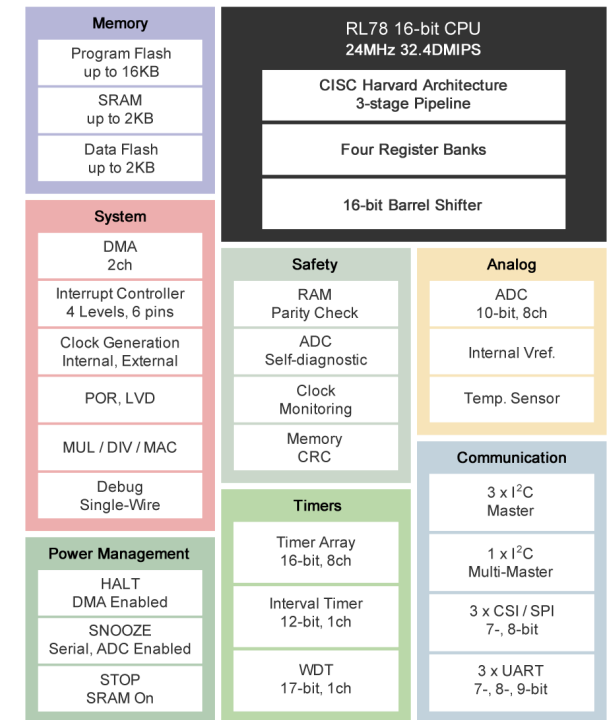 Memory
Program Flash
up to 16KB
SRAM
up to 2KB
Data Flash
up to 2KB
RL78 16-bit CPU
24MHz 32.4DMIPS
CISC Harvard Architecture
3-stage Pipeline
Four Register Banks
16-bit Barrel Shifter
System
DMA
2ch
Interrupt Controller
4 Levels, 6 pins
Clock Generation
Internal, External
POR, LVD
MUL / DIV / MAC
Debug
Single-Wire
Safety
RAM
Parity Check
ADC
Self-diagnostic
Clock
Monitoring
Memory
CRC
Analog
ADC
10-bit, 8ch
Internal Vref.
Temp. Sensor
Power Management
HALT
DMA Enabled
SNOOZE
Serial, ADC Enabled
STOP
SRAM On
Timers
Timer Array
16-bit, 8ch
Interval Timer
12-bit, 1ch
WDT
17-bit, 1ch
Communication
3 x I²C
Master
1 x I²C
Multi-Master
3 x CSI / SPI
7-, 8-bit
3 x UART
7-, 8-, 9-bit